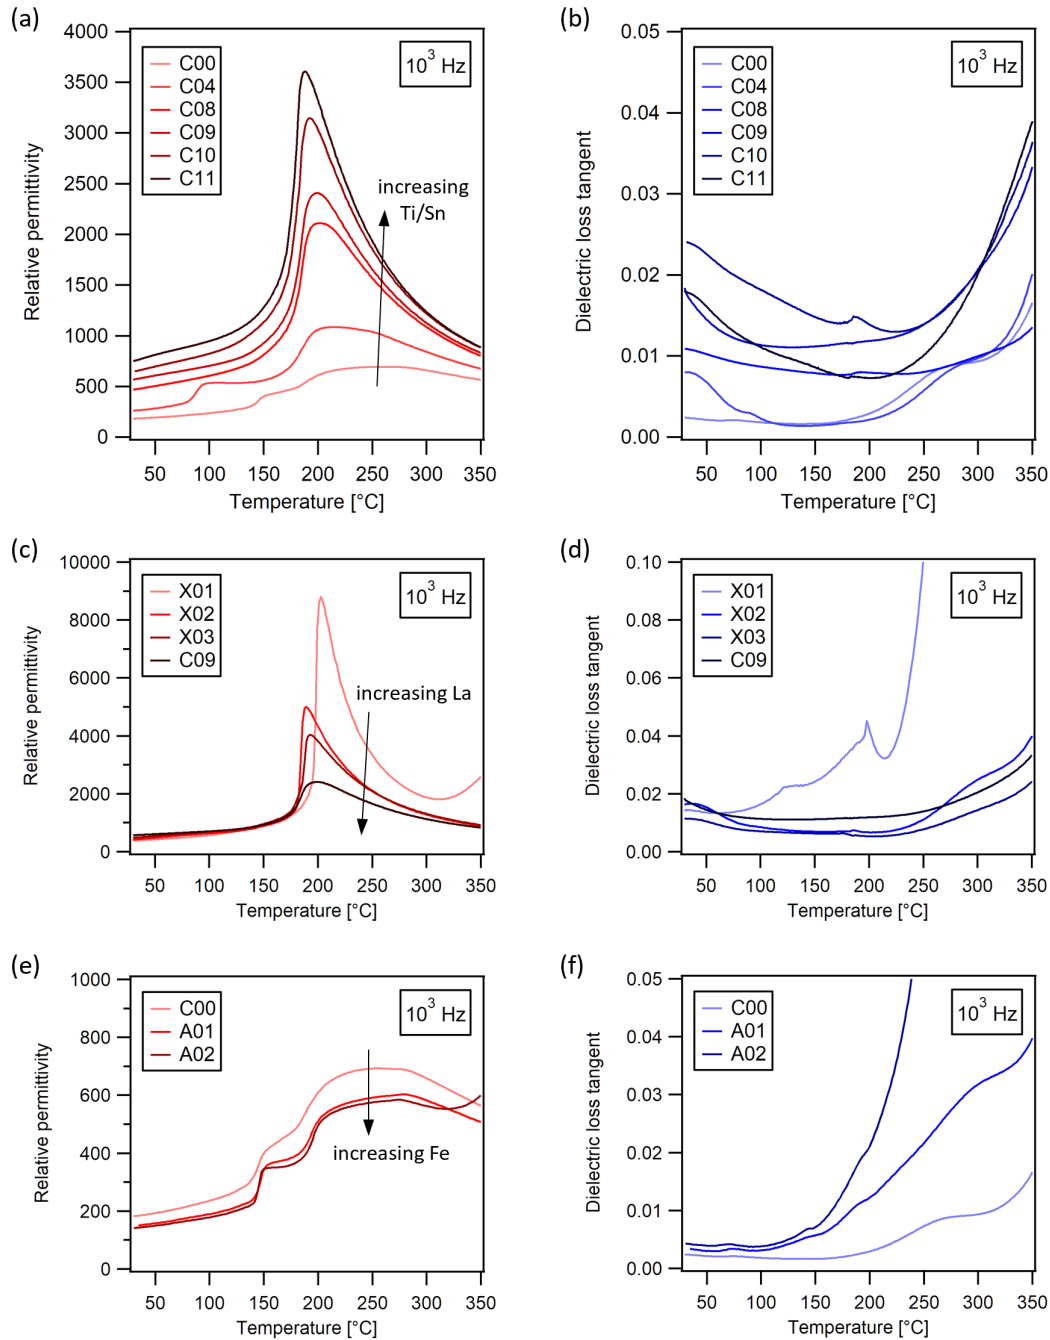 (a)
4000
3500
3000
2500
2000
1500
1000
500
0
Relative permittivity
C00
C04
C08
C09
C10
C11
10³ Hz
increasing
Ti/Sn
50 100 150 200 250 300 350
Temperature [°C]
(b)
0.05
0.04
0.03
0.02
0.01
0.00
Dielectric loss tangent
C00
C04
C08
C09
C10
C11
10³ Hz
50 100 150 200 250 300 350
Temperature [°C]
(c)
10000
8000
6000
4000
2000
0
Relative permittivity
X01
X02
X03
C09
10³ Hz
increasing La
50 100 150 200 250 300 350
Temperature [°C]
(d)
0.10
0.08
0.06
0.04
0.02
0.00
Dielectric loss tangent
X01
X02
X03
C09
10³ Hz
50 100 150 200 250 300 350
Temperature [°C]
(e)
1000
800
600
400
200
0
Relative permittivity
C00
A01
A02
10³ Hz
increasing Fe
50 100 150 200 250 300 350
Temperature [°C]
(f)
0.05
0.04
0.03
0.02
0.01
0.00
Dielectric loss tangent
C00
A01
A02
10³ Hz
50 100 150 200 250 300 350
Temperature [°C]